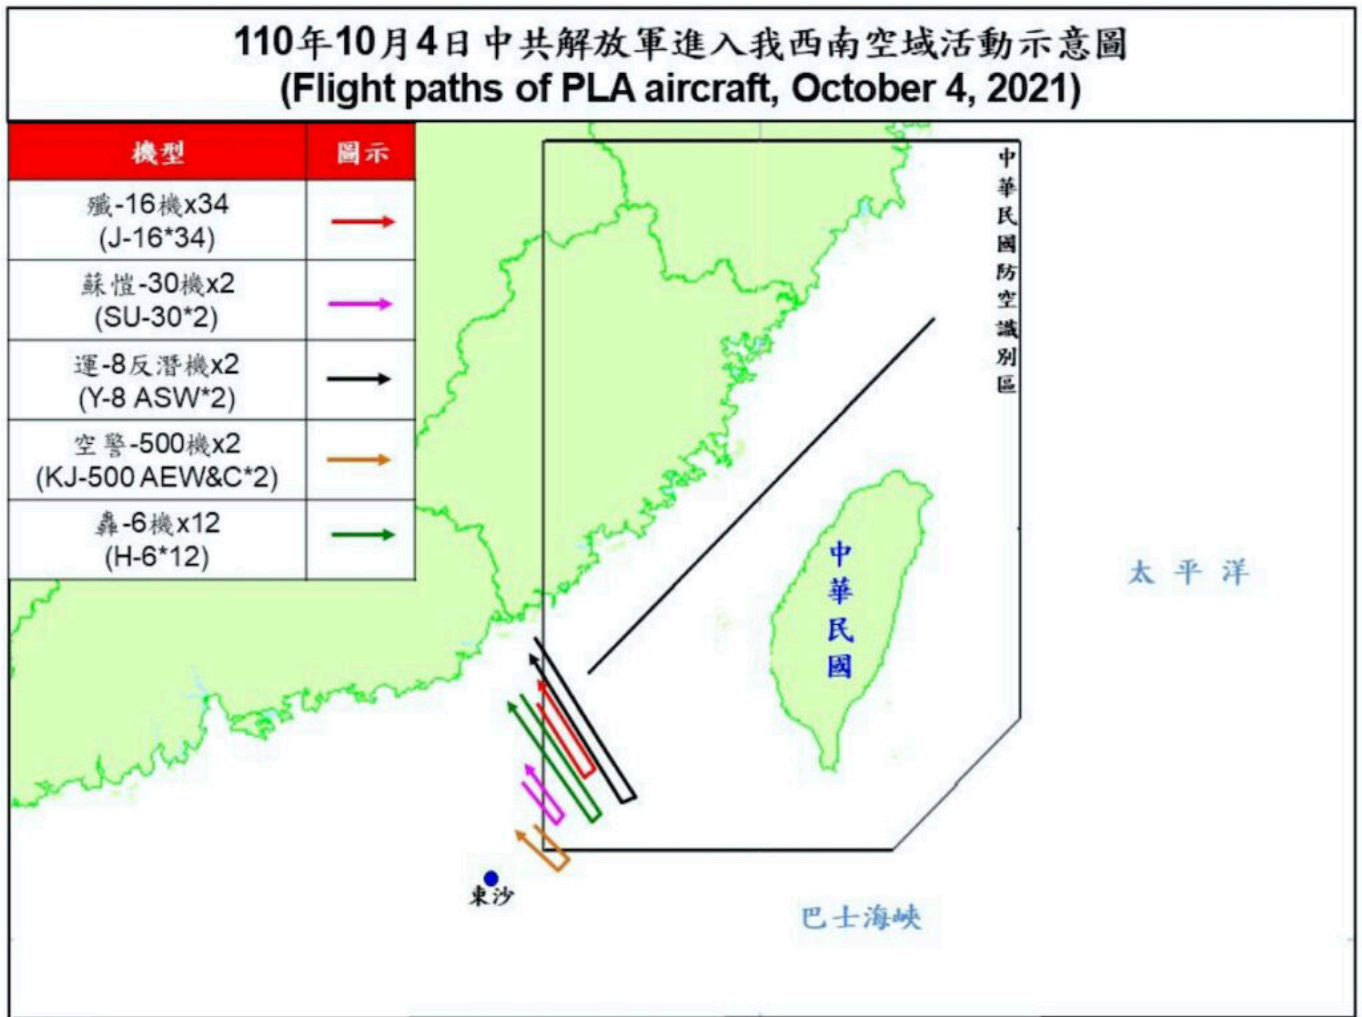 110年10月4日中共解放軍進入我西南空域活動示意圖
(Flight paths of PLA aircraft, October 4, 2021)
機型 圖示
殲-16機x34
(J-16*34)
蘇愷-30機x2
(SU-30*2)
運-8反潛機x2
(Y-8 ASW*2)
空警-500機x2
(KJ-500 AEW&C*2)
轟-6機x12
(H-6*12)
中華民國防空識別區
中華民國
太平洋
東沙
巴士海峽